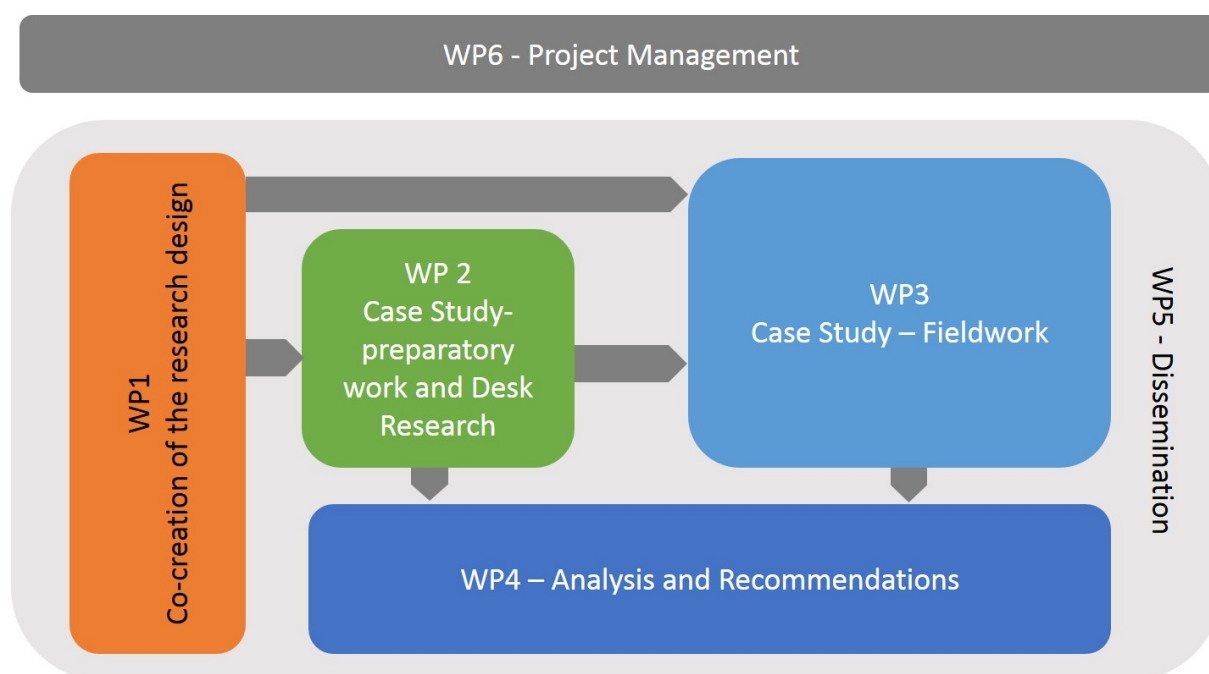 WP6 - Project Management
WP1
Co-creation of the research design
WP 2
Case Study-
preparatory
work and Desk
Research
WP3
Case Study – Fieldwork
WP4 – Analysis and Recommendations
WP5 - Dissemination